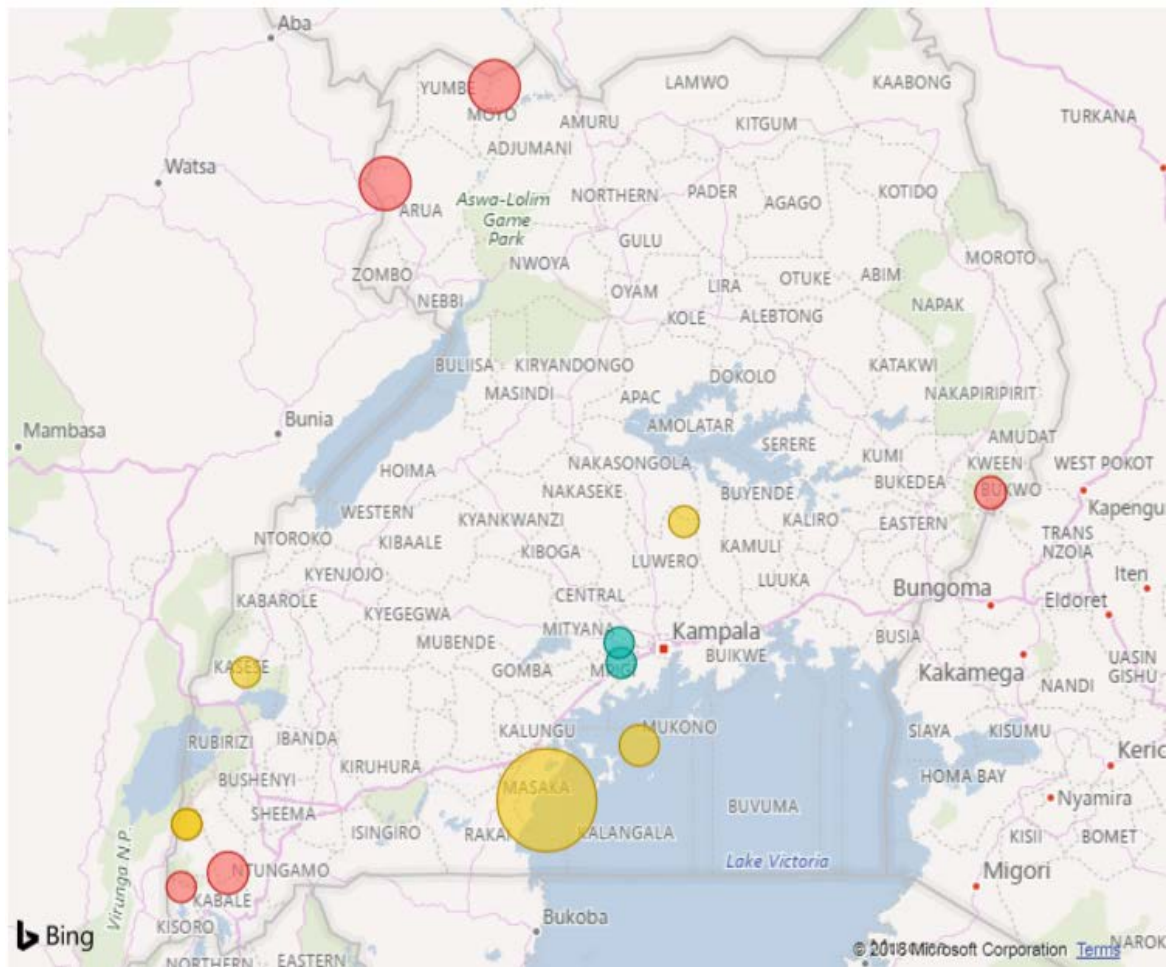 Aba
YUMBE
LAMWO
KAABONG
MOYO
AMURU
KITGUM
TURKANA
ADJUMANI
Watsa
NORTHERN
PADER
AGAGO
KOTIDO
ARUA
Aswa-Lolim
Game
Park
GULU
MOROTO
ZOMBO
NWOYA
OYAM
LIRA
OTUKE
ABIM
NEBBI
NAPAK
KOLE
ALEBTONG
BULIISA
KIRYANDONGO
KATAKWI
MASINDI
DOKOLO
APAC
NAKAPIRIPIRIT
Bunia
AMOLATAR
Mambasa
SERERE
AMUDAT
HOIMA
NAKASONGOLA
KUMI
KWEEN
WEST POKOT
NAKASEKE
BUYENDE
BUKEDEA
BUKWO
Kapengu
WESTERN
KYANKWANZI
KALIRO
EASTERN
NTOROKO
KIBAALE
KIBOGA
LUWERO
KAMULI
TRANS
NZOIA
KYENJOJO
LUUKA
Iten
KABAROLE
CENTRAL
Bungoma
Eldoret
KYEGEGWA
MITYANA
Kampala
MUBENDE
BUIKWE
BUSIA
UASIN
GISHU
KASESE
GOMBA
MPIGI
Kakamega
NANDI
KALUNGU
MUKONO
SIAYA
KISUMU
RUBIRIZI
IBANDA
Keric
KIRUHURA
HOMA BAY
BUSHENYI
MASAKA
Nyamira
SHEEMA
BUVUMA
ISINGIRO
RAKAI
KALANGALA
KISII
BOMET
Virunga N.P.
NTUNGAMO
Lake Victoria
Migori
KABALE
KISORO
Bukoba
Bing
NORTHERN
EASTERN
© 2018 Microsoft Corporation Terms
NAROK